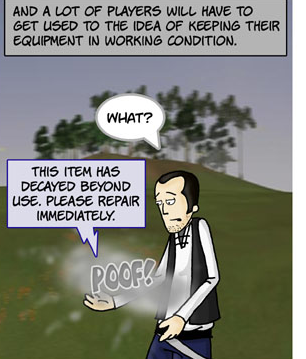 AND A LOT OF PLAYERS WILL HAVE TO
GET USED TO THE IDEA OF KEEPING THEIR
EQUIPMENT IN WORKING CONDITION.
WHAT?
THIS ITEM HAS
DECAYED BEYOND
USE. PLEASE REPAIR
IMMEDIATELY.
POOF!